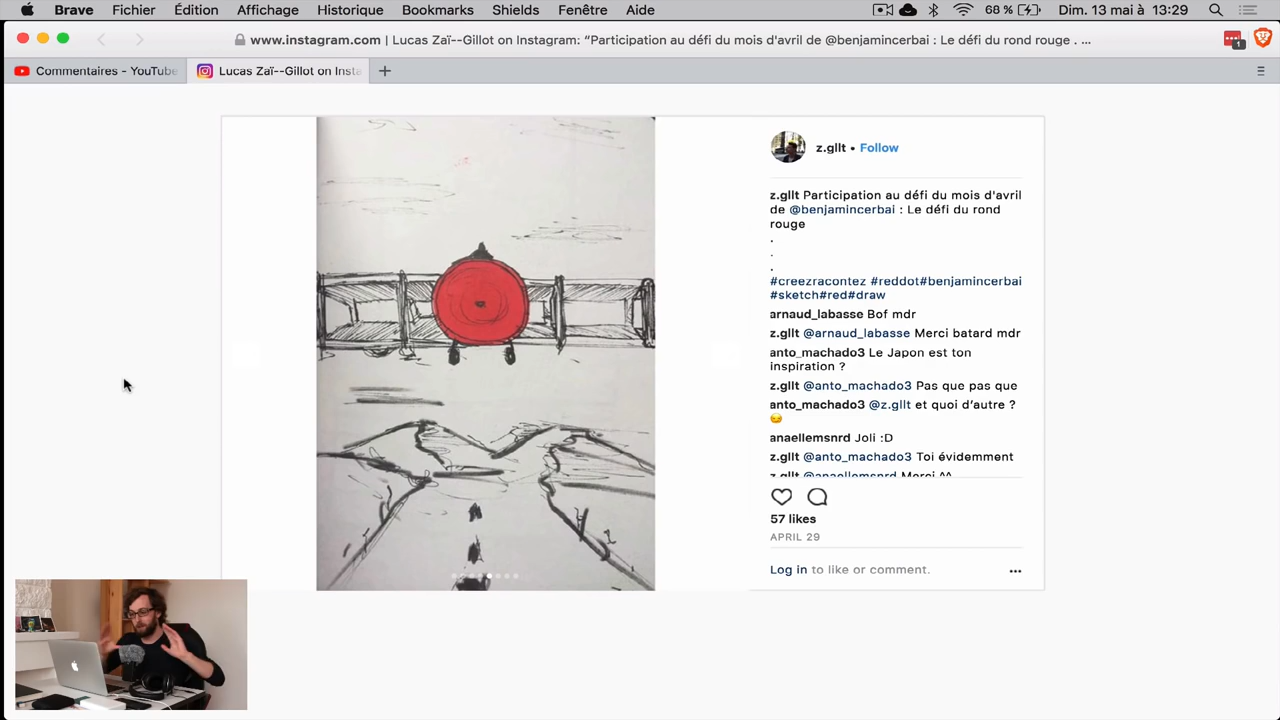 Brave Fichier Édition Affichage Historique Bookmarks Shields Fenêtre Aide 68 % Dim. 13 mai à 13:29
www.instagram.com | Lucas Zaï--Gillot on Instagram: “Participation au défi du mois d'avril de @benjamincerbai : Le défi du rond rouge . ...
1
Commentaires - YouTube Lucas Zaï--Gillot on Insta
z.gllt • Follow
z.gllt Participation au défi du mois d'avril
de @benjamincerbai : Le défi du rond
rouge
.
.
.
#creezracontez #reddot#benjamincerbai
#sketch#red#draw
arnaud_labasse Bof mdr
z.gllt @arnaud_labasse Merci batard mdr
anto_machado3 Le Japon est ton
inspiration ?
z.gllt @anto_machado3 Pas que pas que
anto_machado3 @z.gllt et quoi d'autre ?
anaellemsnrd Joli :D
z.gllt @anto_machado3 Toi évidemment
z.gllt @anaellemsnrd Merci ^^
57 likes
APRIL 29
Log in to like or comment.